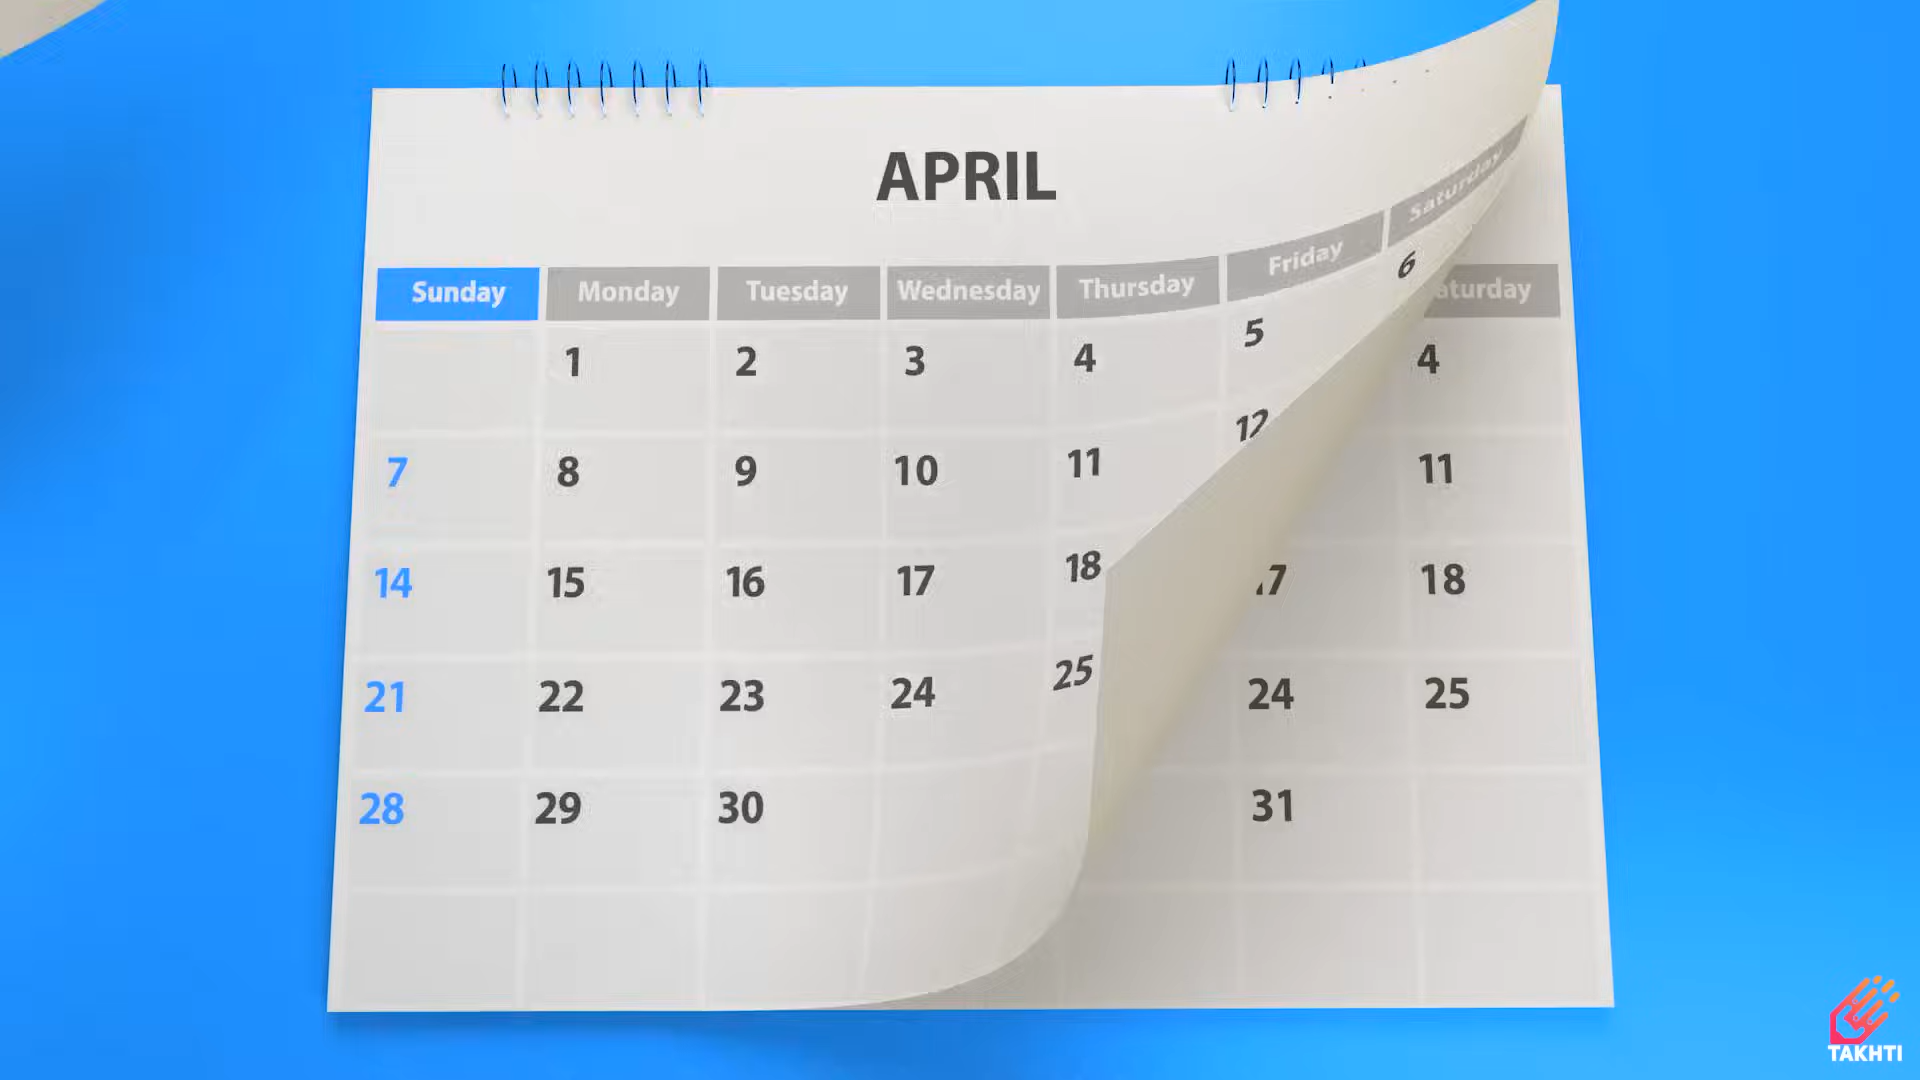 APRIL
Sunday Monday Tuesday Wednesday Thursday Friday Saturday
aturday
1 2 3 4 5 6
4
7 8 9 10 11 12
11
14 15 16 17 18
18
21 22 23 24 25
24 25
28 29 30
31
TAKHTI